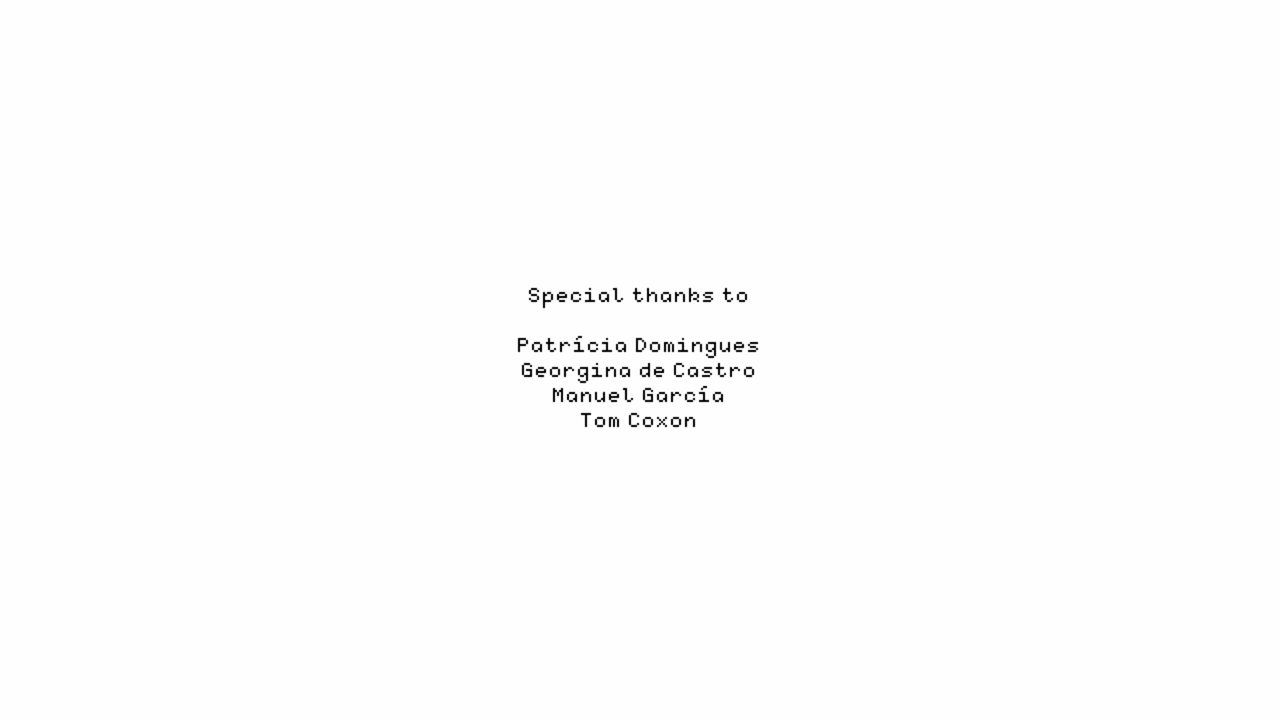 Special thanks to
Patrícia Domingues
Georgina de Castro
Manuel García
Tom Coxon